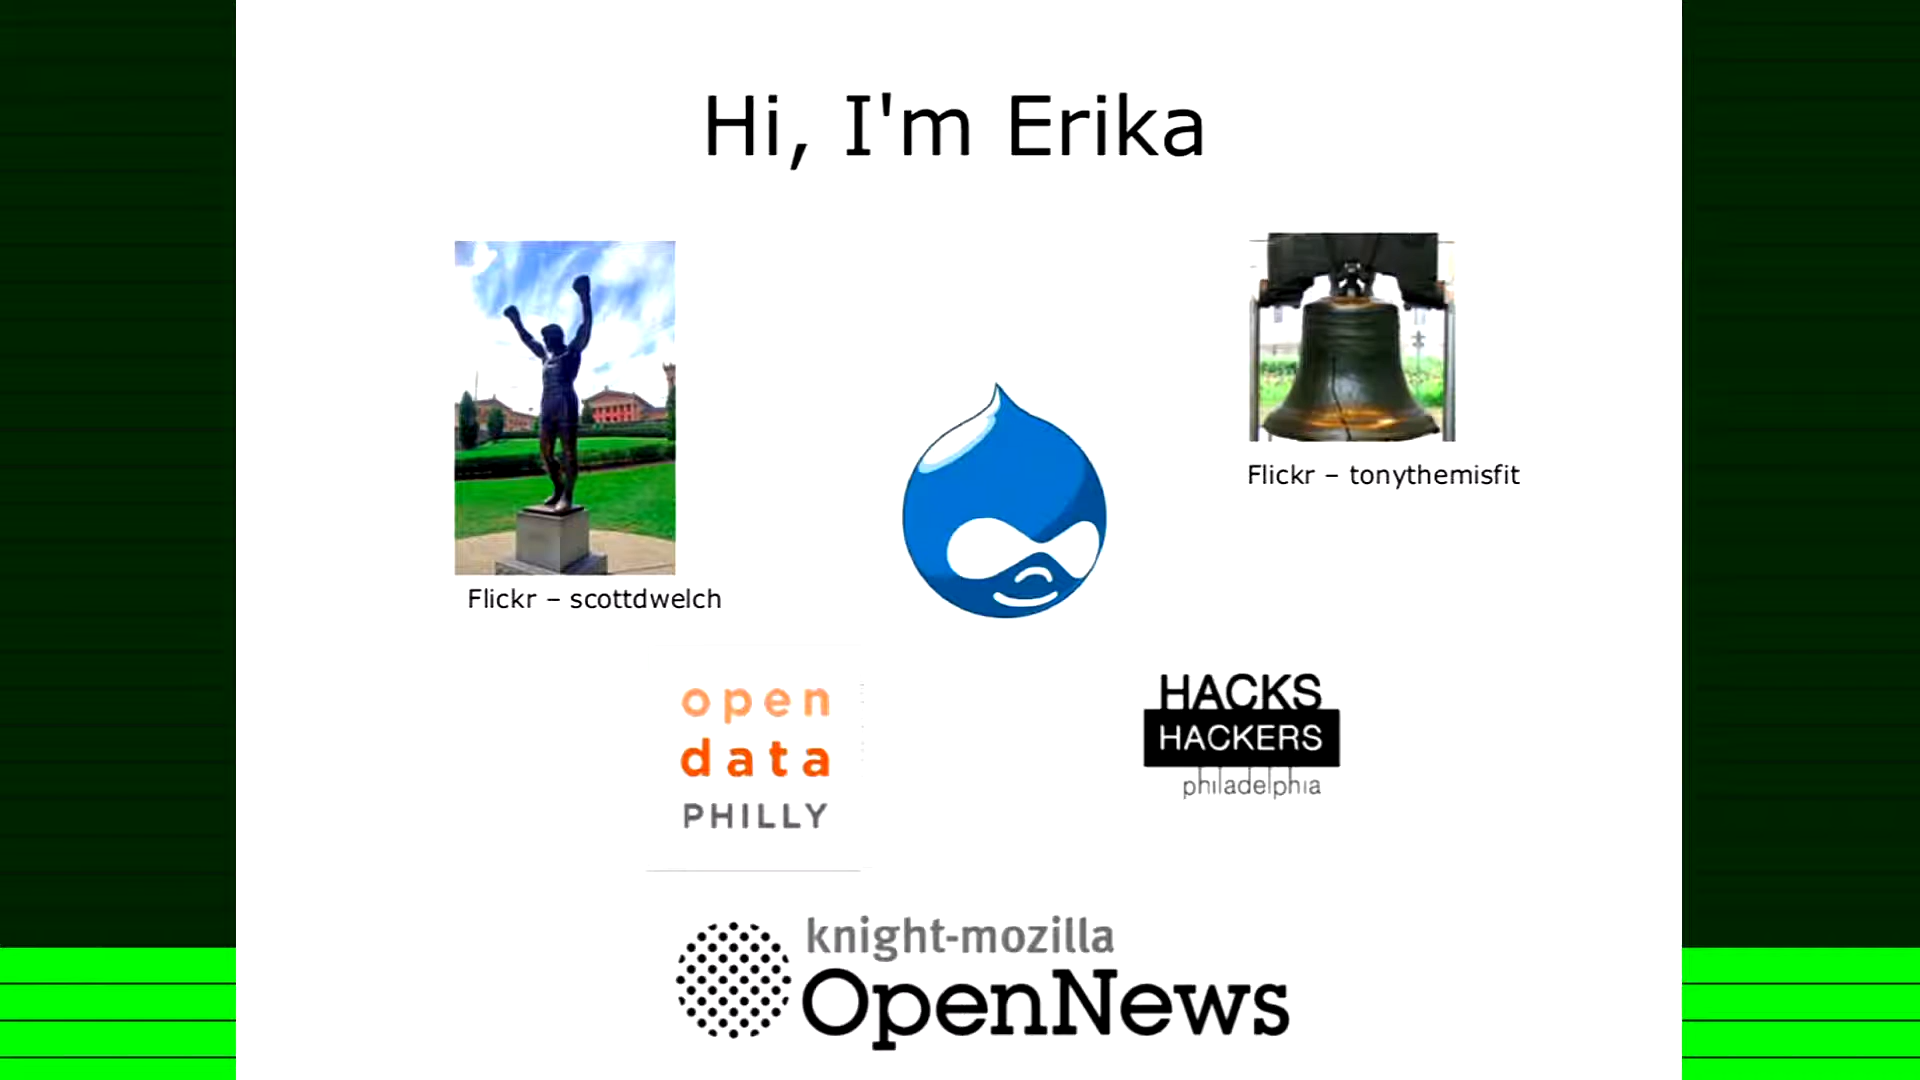 Hi, I'm Erika
Flickr – tonythemisfit
Flickr – scottdwelch
open
data
PHILLY
HACKS
HACKERS
philadelphia
knight-mozilla
OpenNews